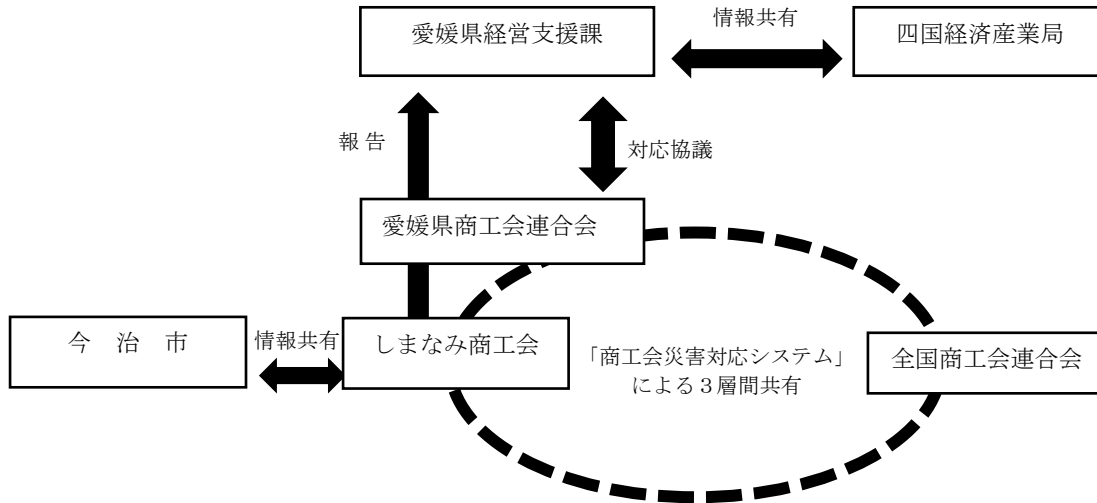 愛媛県経営支援課
情報共有
四国経済産業局
報 告
対応協議
愛媛県商工会連合会
今　治　市
情報共有
しまなみ商工会
「商工会災害対応システム」
による３層間共有
全国商工会連合会